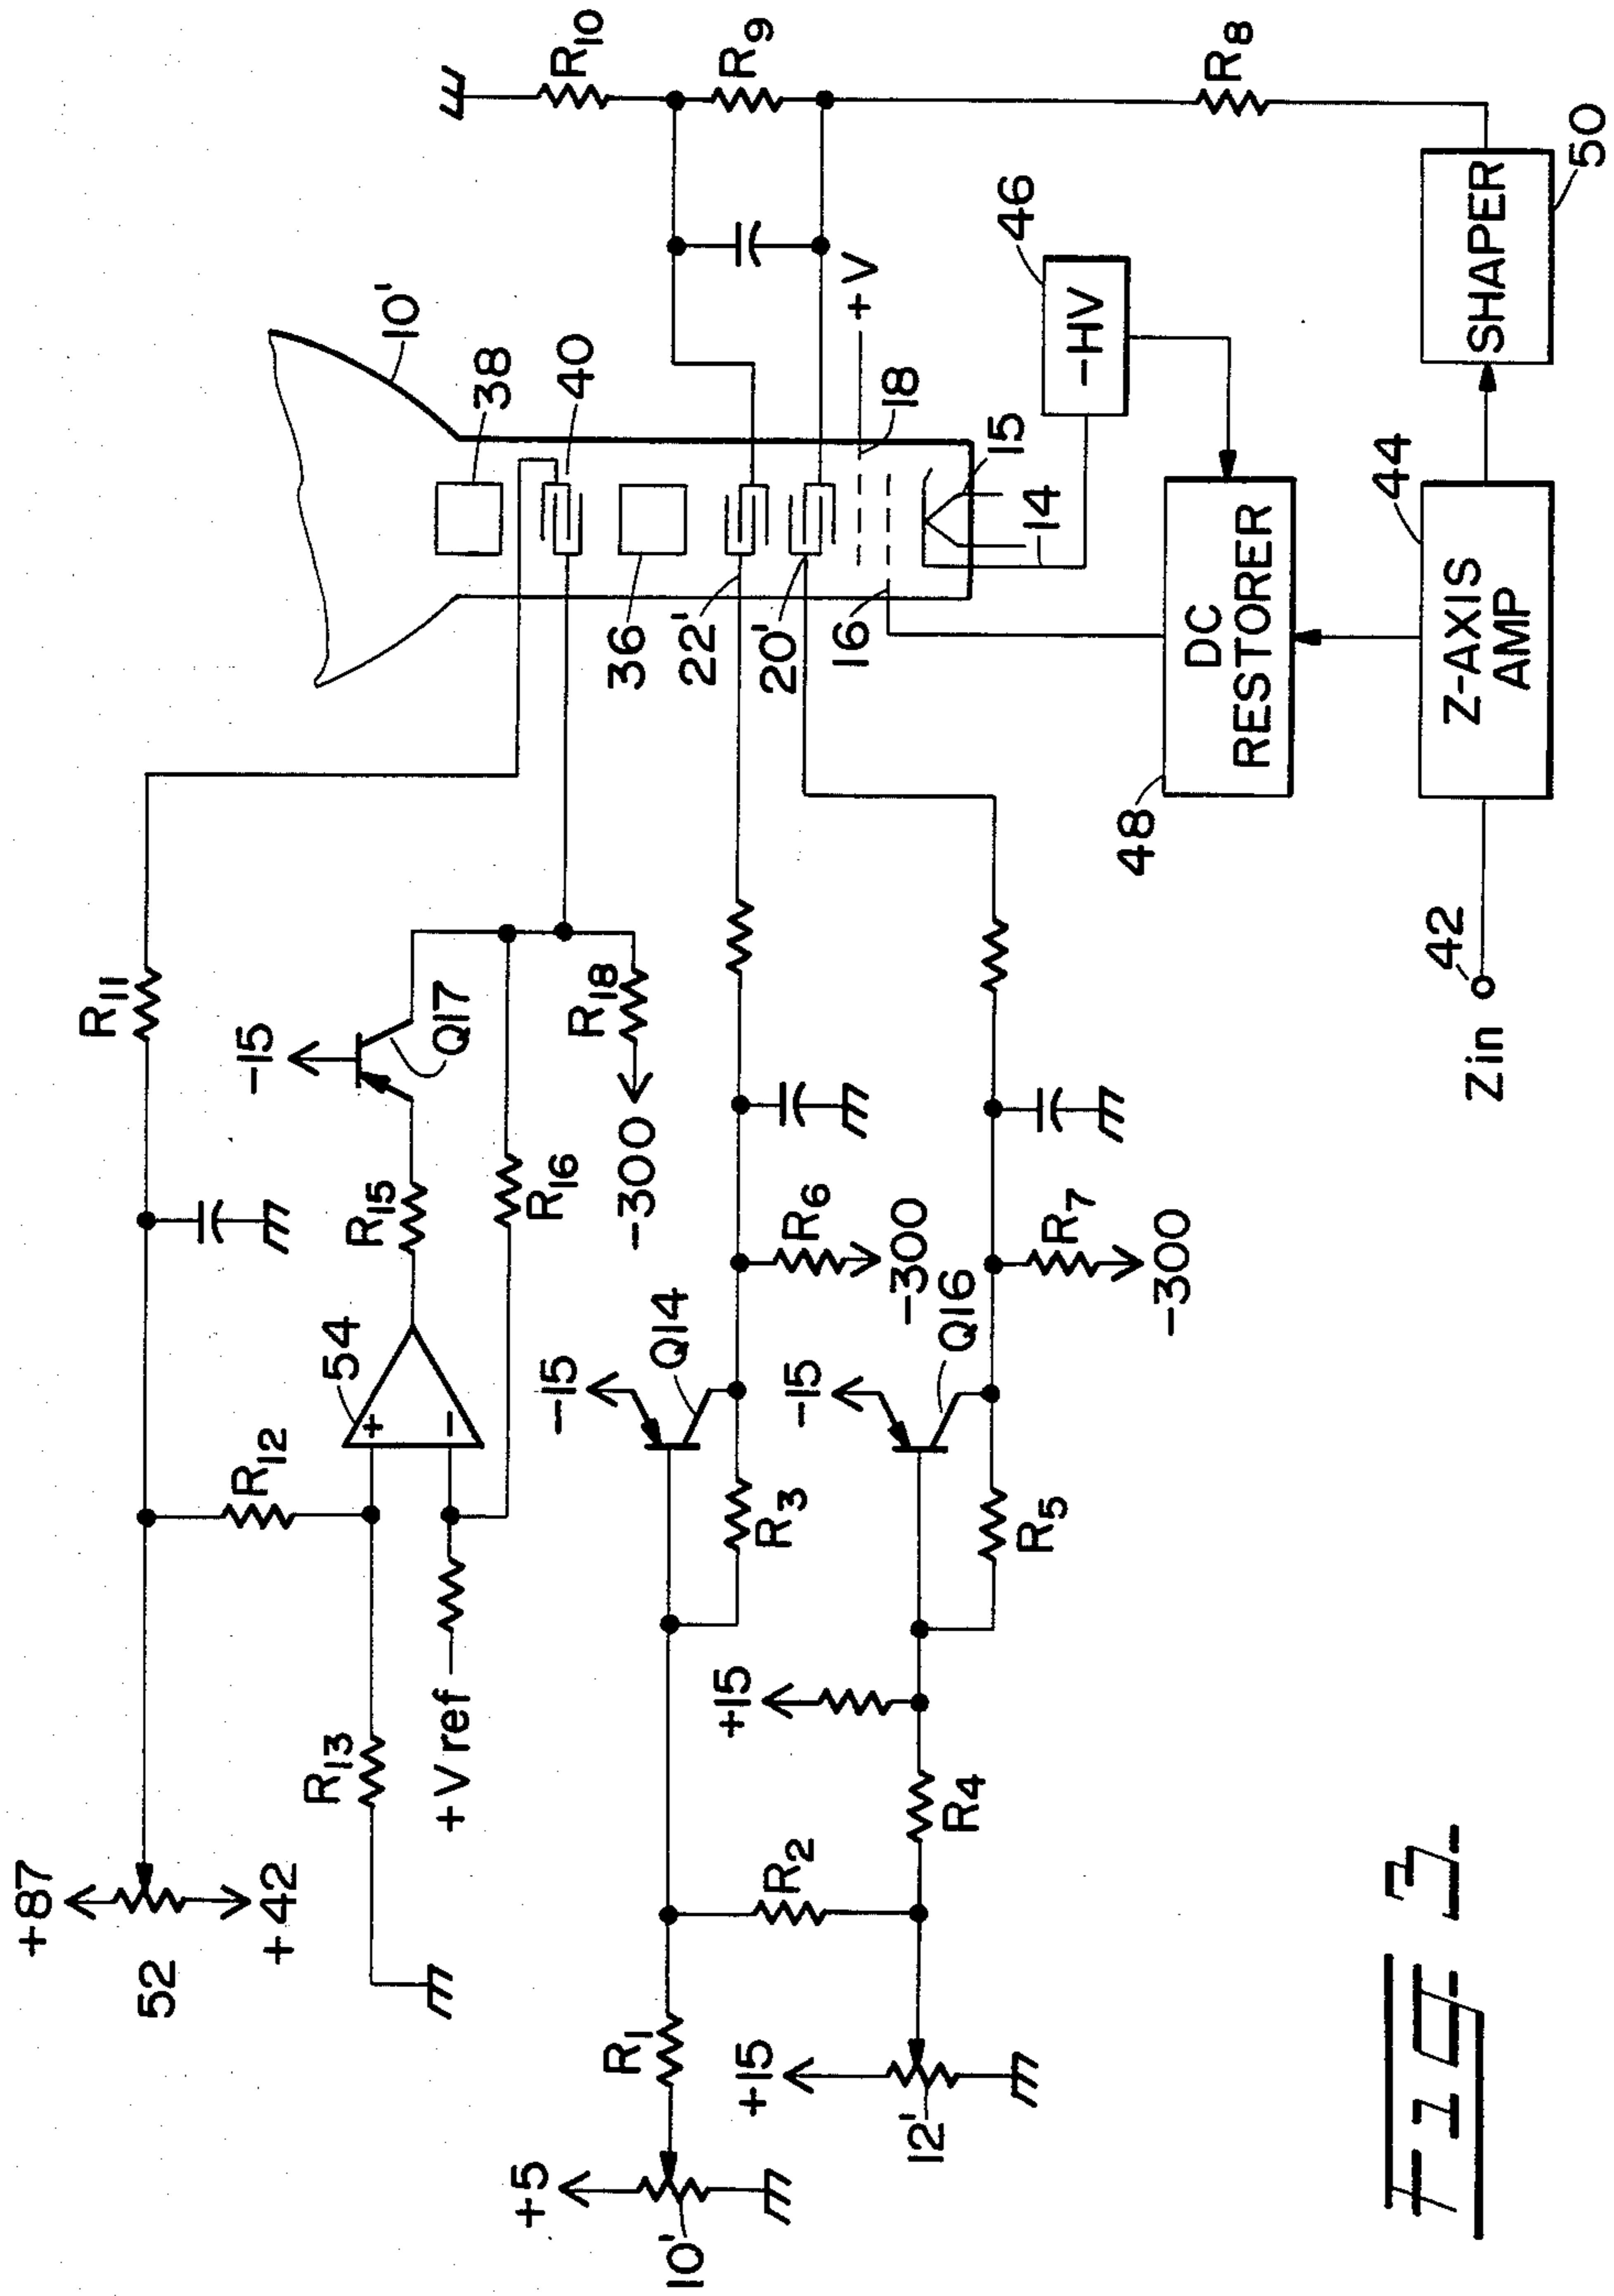 +87
52
+42
R11
R12
R13
54
+
−
+V ref
R15
-15
Q17
R16
R18
-300
10'
38
40
36
22'
20'
16
18
+V
15
14
46
-HV
R10
R9
R8
+5
10'
R1
R2
+15
12'
R4
+15
-15
Q14
R3
R6
-300
-15
Q16
R5
R7
-300
48
DC
RESTORER
44
Z-AXIS
AMP
SHAPER
50
42
Zin
FIG 3